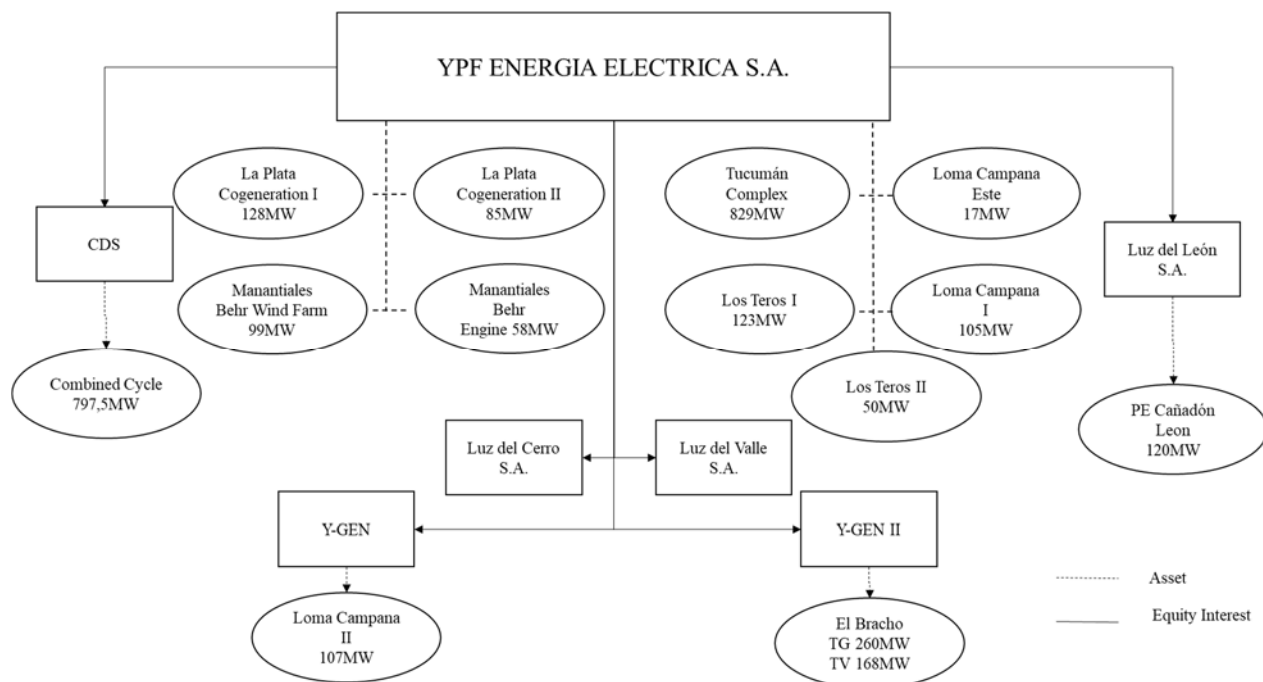 YPF ENERGIA ELECTRICA S.A.
La Plata
Cogeneration I
128MW
La Plata
Cogeneration II
85MW
Tucumán
Complex
829MW
Loma Campana
Este
17MW
CDS
Luz del León
S.A.
Manantiales
Behr Wind Farm
99MW
Manantiales
Behr
Engine 58MW
Los Teros I
123MW
Loma Campana
I
105MW
Combined Cycle
797,5MW
Los Teros II
50MW
PE Cañadón
Leon
120MW
Luz del Cerro
S.A.
Luz del Valle
S.A.
Y-GEN
Y-GEN II
Loma Campana
II
107MW
El Bracho
TG 260MW
TV 168MW
Asset
Equity Interest